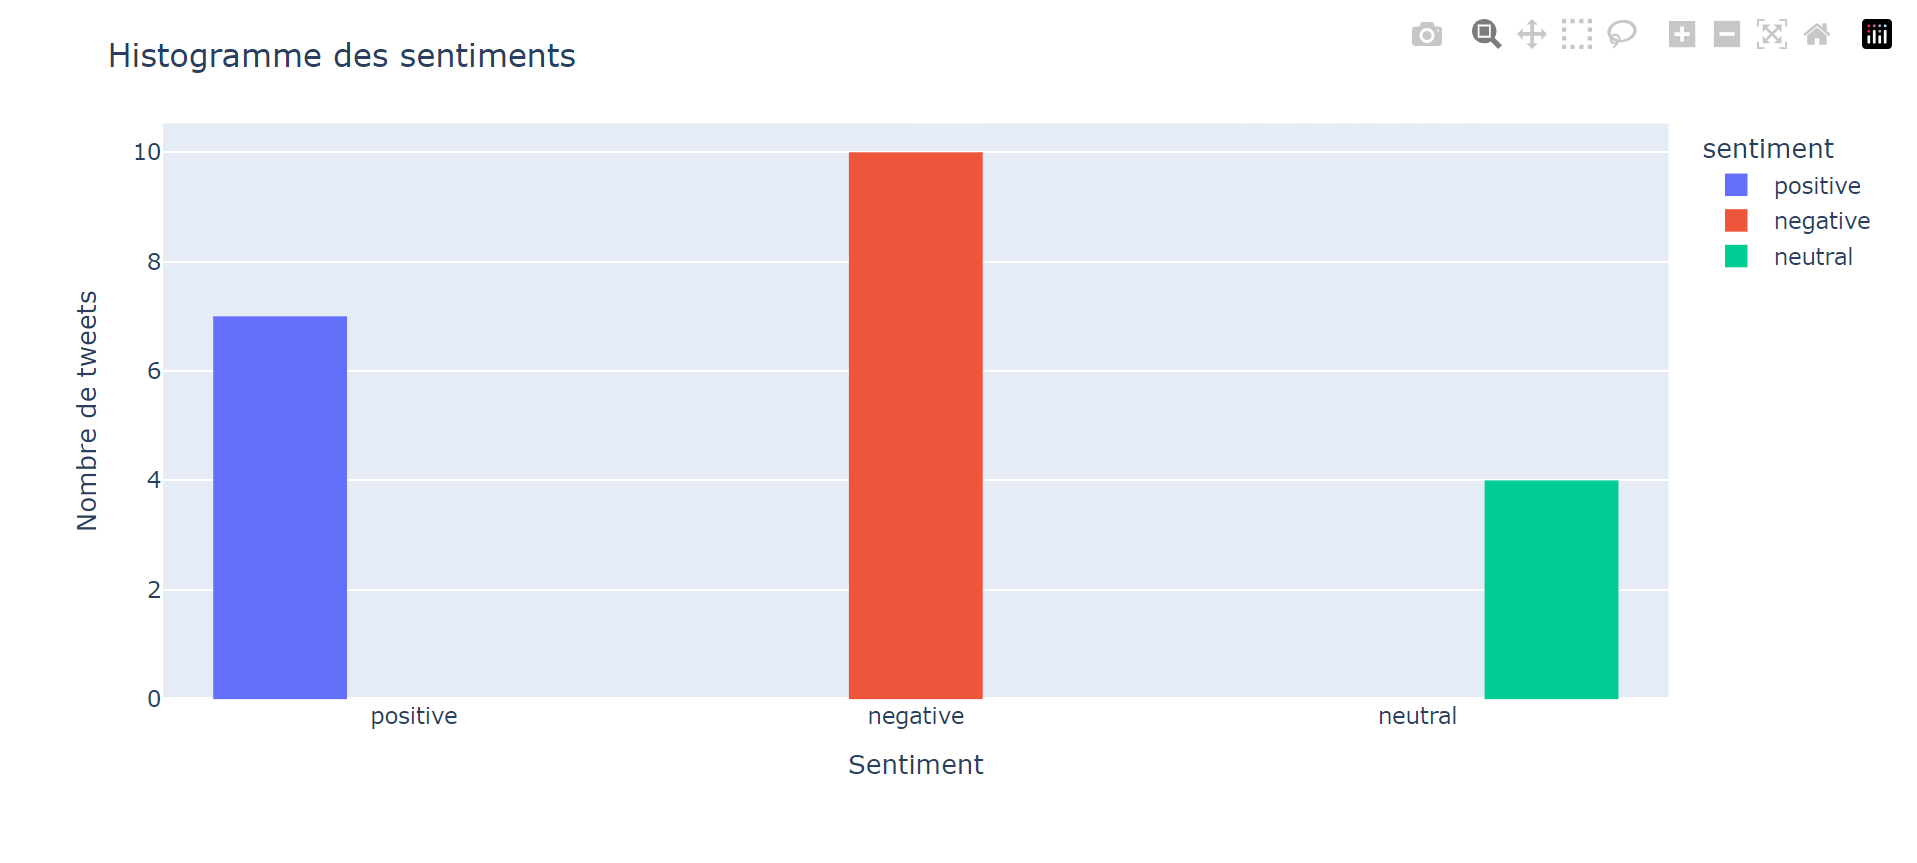 Histogramme des sentiments
10
8
6
4
2
0
Nombre de tweets
positive
negative
neutral
Sentiment
sentiment
positive
negative
neutral